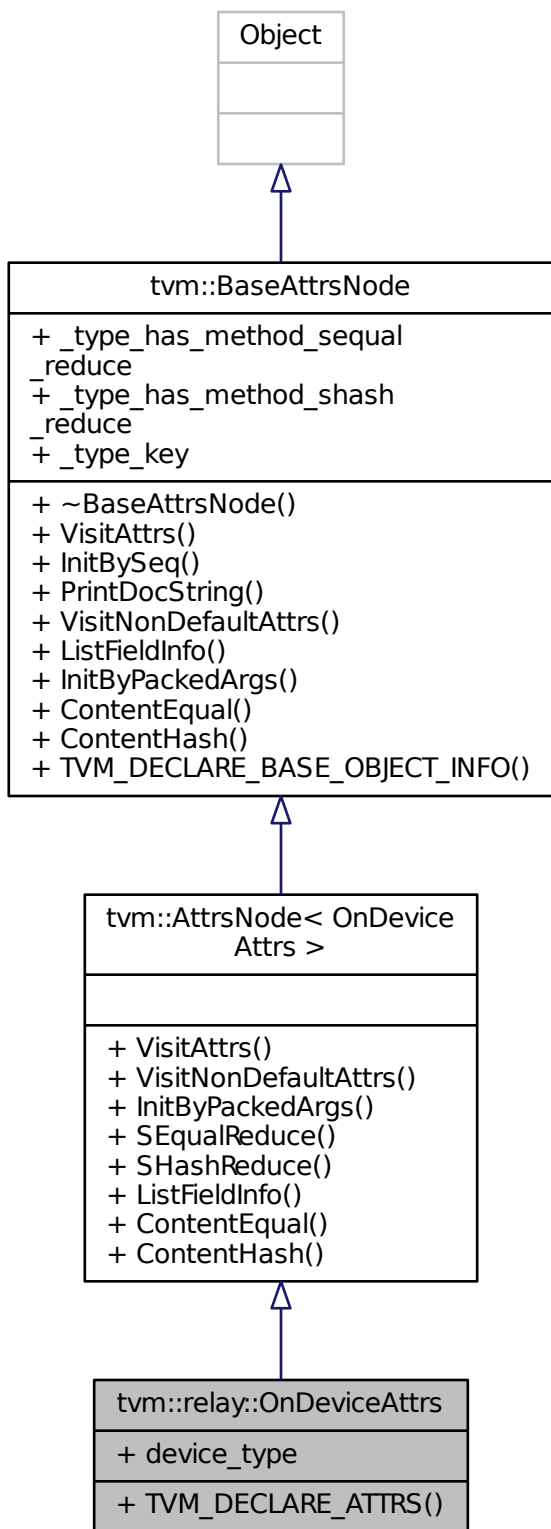 Object
tvm::BaseAttrsNode
+ _type_has_method_sequal
_reduce
+ _type_has_method_shash
_reduce
+ _type_key
+ ~BaseAttrsNode()
+ VisitAttrs()
+ InitBySeq()
+ PrintDocString()
+ VisitNonDefaultAttrs()
+ ListFieldInfo()
+ InitByPackedArgs()
+ ContentEqual()
+ ContentHash()
+ TVM_DECLARE_BASE_OBJECT_INFO()
tvm::AttrsNode< OnDevice
Attrs >
+ VisitAttrs()
+ VisitNonDefaultAttrs()
+ InitByPackedArgs()
+ SEqualReduce()
+ SHashReduce()
+ ListFieldInfo()
+ ContentEqual()
+ ContentHash()
tvm::relay::OnDeviceAttrs
+ device_type
+ TVM_DECLARE_ATTRS()